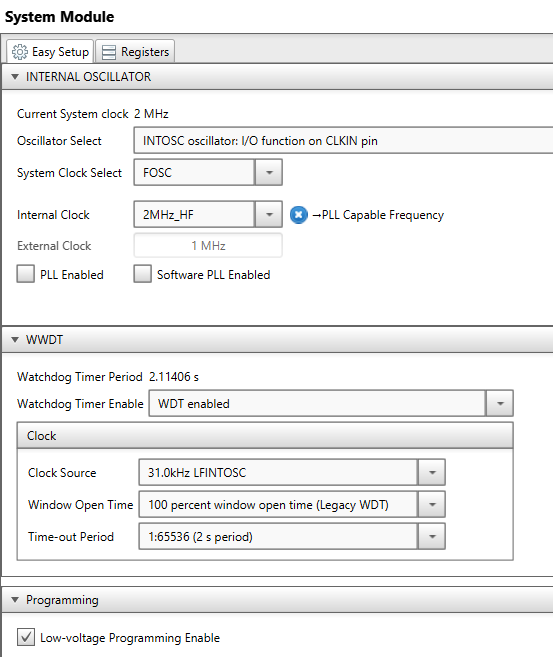 System Module
Easy Setup Registers
INTERNAL OSCILLATOR
Current System clock 2 MHz
Oscillator Select INTOSC oscillator: I/O function on CLKIN pin
System Clock Select FOSC
Internal Clock 2MHz_HF →PLL Capable Frequency
External Clock 1 MHz
PLL Enabled Software PLL Enabled
WWDT
Watchdog Timer Period 2.11406 s
Watchdog Timer Enable WDT enabled
Clock
Clock Source 31.0kHz LFINTOSC
Window Open Time 100 percent window open time (Legacy WDT)
Time-out Period 1:65536 (2 s period)
Programming
Low-voltage Programming Enable